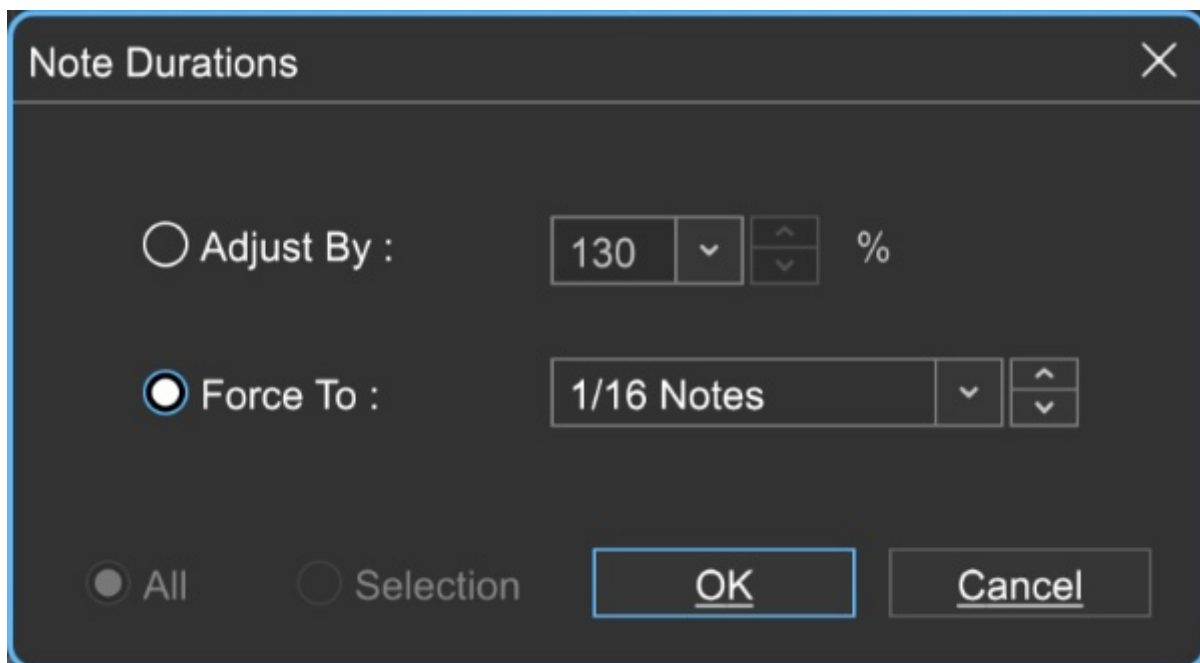 Note Durations
Adjust By : 130 %
Force To : 1/16 Notes
All Selection OK Cancel